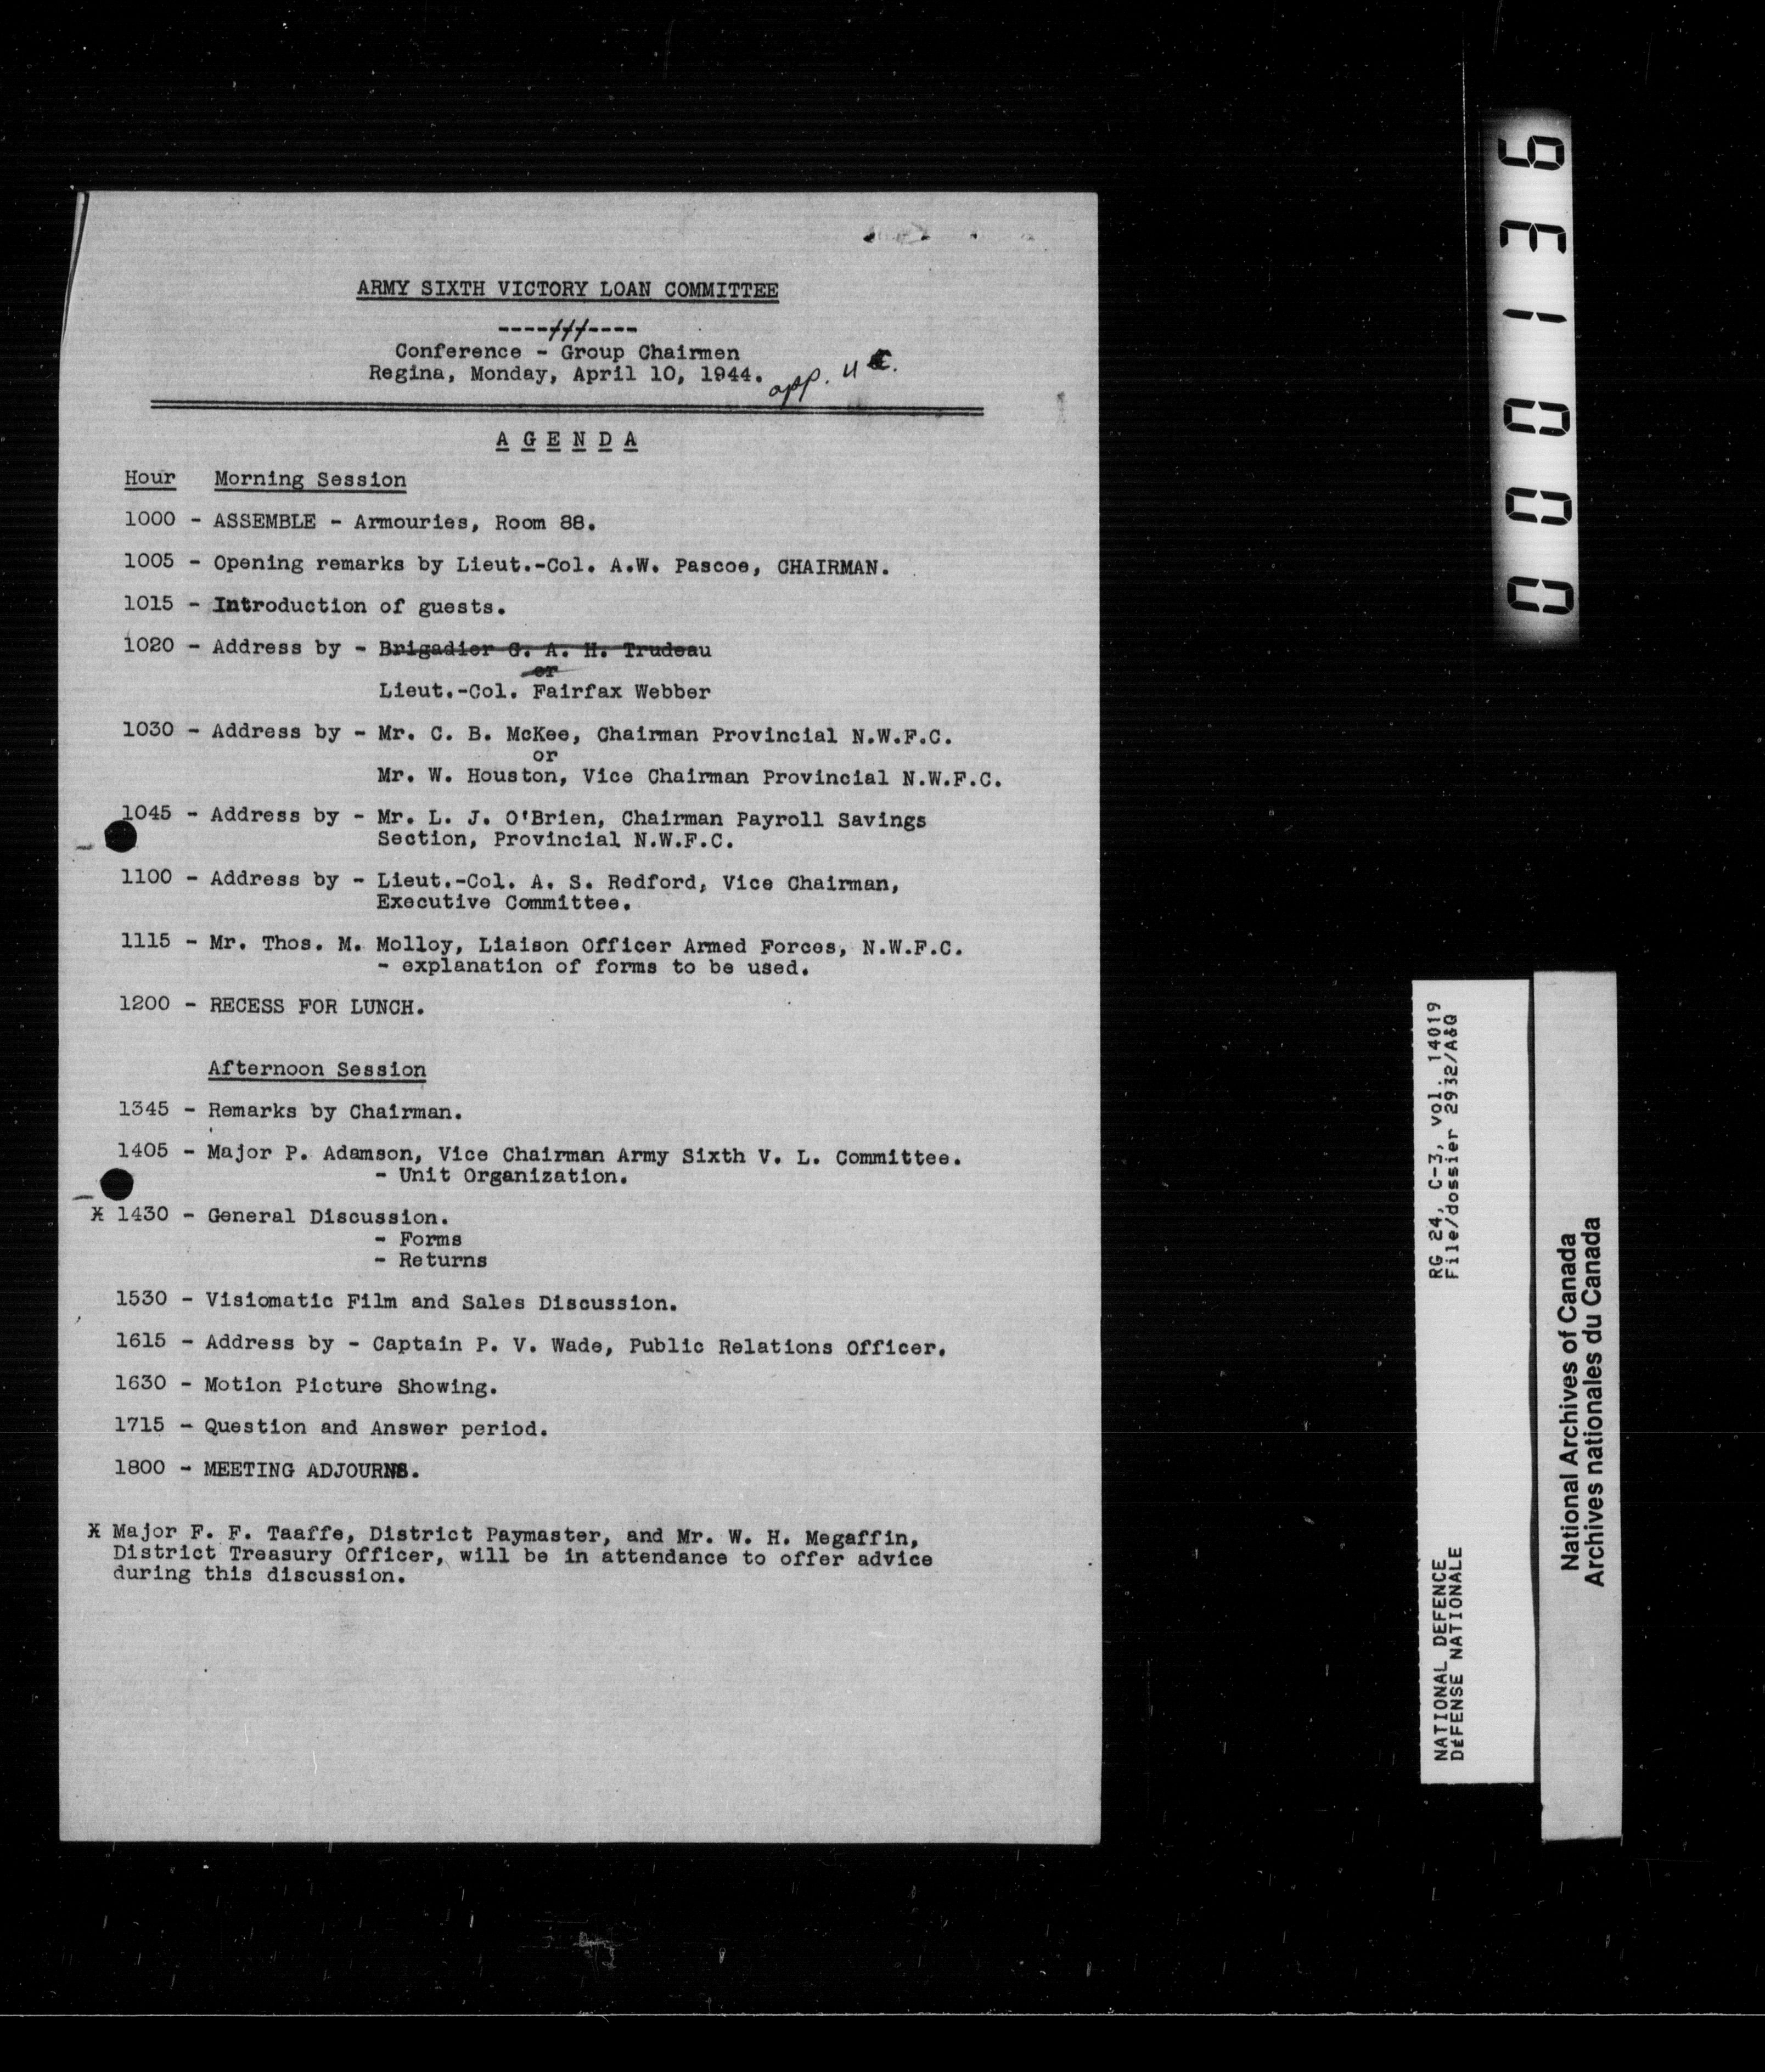 ARMY SIXTH VICTORY LOAN COMMITTEE
----///----
Conference - Group Chairmen
Regina, Monday, April 10, 1944.
app.
A G E N D A
Hour Morning Session
1000 - ASSEMBLE - Armouries, Room 88.
1005 - Opening remarks by Lieut.-Col. A.W. Pascoe, CHAIRMAN.
1015 - Introduction of guests.
1020 - Address by - Brigadier G. A. H. Trudeau
or
Lieut.-Col. Fairfax Webber
1030 - Address by - Mr. C. B. McKee, Chairman Provincial N.W.F.C.
or
Mr. W. Houston, Vice Chairman Provincial N.W.F.C.
1045 - Address by - Mr. L. J. O'Brien, Chairman Payroll Savings
Section, Provincial N.W.F.C.
1100 - Address by - Lieut.-Col. A. S. Redford, Vice Chairman,
Executive Committee.
1115 - Mr. Thos. M. Molloy, Liaison Officer Armed Forces, N.W.F.C.
- explanation of forms to be used.
1200 - RECESS FOR LUNCH.
Afternoon Session
1345 - Remarks by Chairman.
1405 - Major P. Adamson, Vice Chairman Army Sixth V. L. Committee.
- Unit Organization.
X 1430 - General Discussion.
- Forms
- Returns
1530 - Visiomatic Film and Sales Discussion.
1615 - Address by - Captain P. V. Wade, Public Relations Officer.
1630 - Motion Picture Showing.
1715 - Question and Answer period.
1800 - MEETING ADJOURNS.
X Major F. F. Taaffe, District Paymaster, and Mr. W. H. Megaffin,
District Treasury Officer, will be in attendance to offer advice
during this discussion.
000136
NATIONAL DEFENCE RG 24, C-3, vol. 14019
DÉFENSE NATIONALE File/dossier 2932/A&Q
National Archives of Canada
Archives nationales du Canada